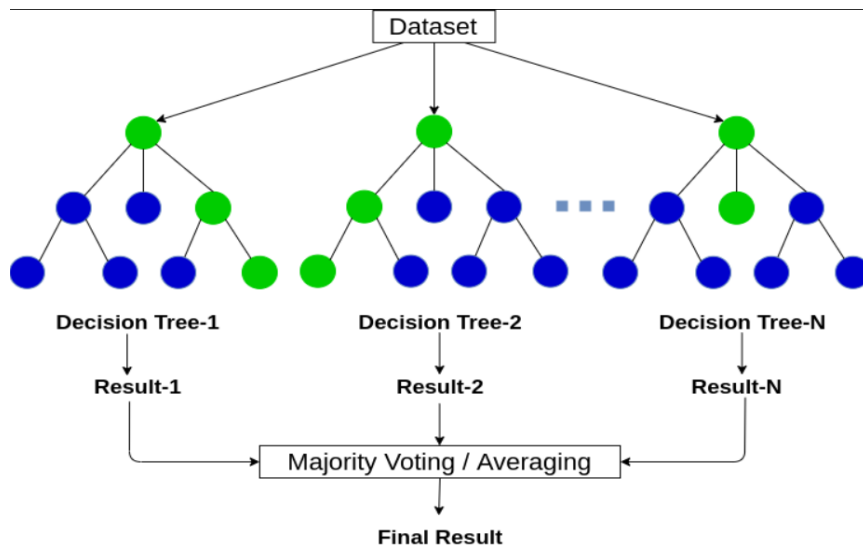 Dataset
Decision Tree-1
Decision Tree-2
Decision Tree-N
Result-1
Result-2
Result-N
Majority Voting / Averaging
Final Result